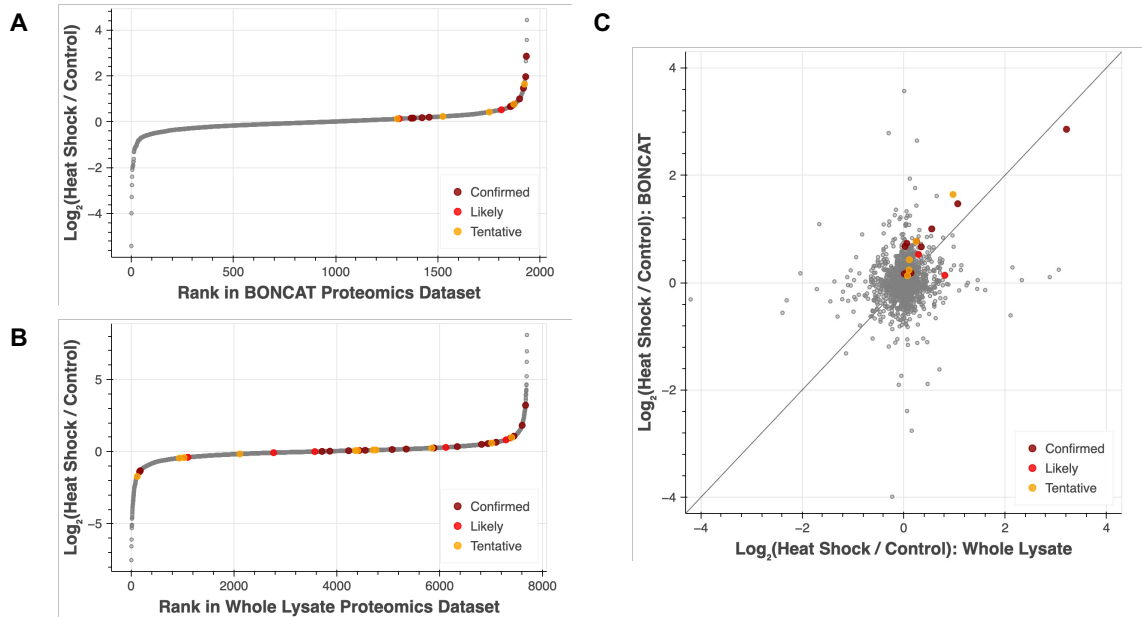 A
Log₂(Heat Shock / Control)
4
2
0
−2
−4
0
500
1000
1500
2000
Confirmed
Likely
Tentative
Rank in BONCAT Proteomics Dataset
B
Log₂(Heat Shock / Control)
5
0
−5
0
2000
4000
6000
8000
Confirmed
Likely
Tentative
Rank in Whole Lysate Proteomics Dataset
C
Log₂(Heat Shock / Control): BONCAT
4
2
0
−2
−4
−4
−2
0
2
4
Confirmed
Likely
Tentative
Log₂(Heat Shock / Control): Whole Lysate